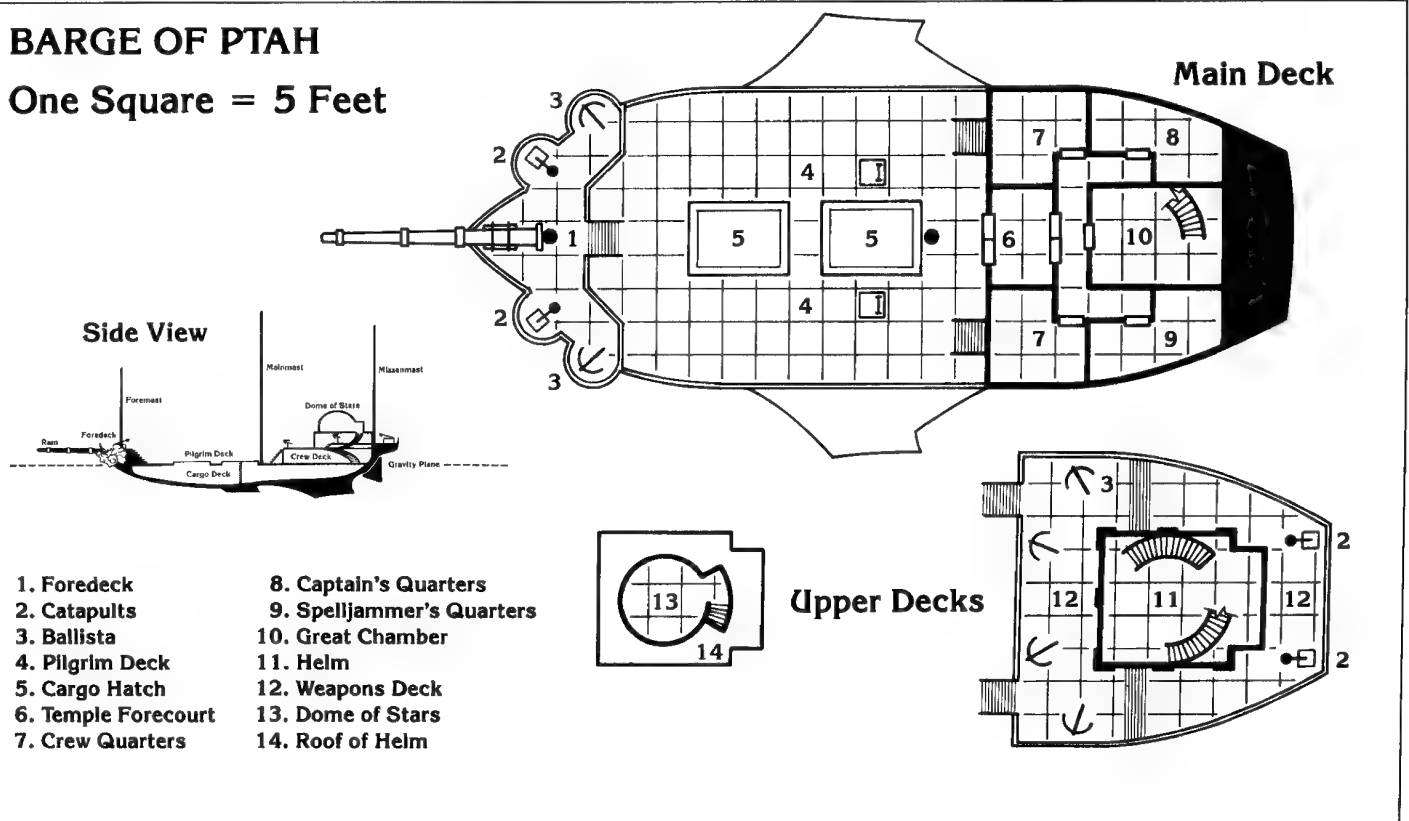 BARGE OF PTAH
One Square = 5 Feet
Main Deck
3
2
1
2
3
4
5
5
4
7
8
6
10
7
9
Side View
Foremast
Mainmast
Mizzenmast
Dome of Stars
Ram
Foredeck
Pilgrim Deck
Crew Deck
Cargo Deck
Gravity Plane
1. Foredeck
2. Catapults
3. Ballista
4. Pilgrim Deck
5. Cargo Hatch
6. Temple Forecourt
7. Crew Quarters
8. Captain's Quarters
9. Spelljammer's Quarters
10. Great Chamber
11. Helm
12. Weapons Deck
13. Dome of Stars
14. Roof of Helm
13
14
Upper Decks
3
2
12
11
12
2